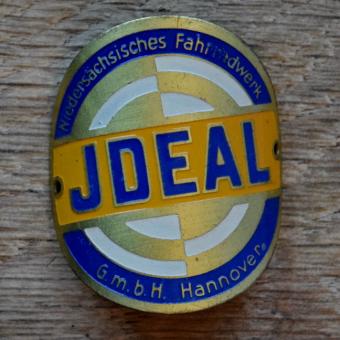 Niedersächsisches Fahrradwerk
JDEAL
G.m.b.H. Hannover